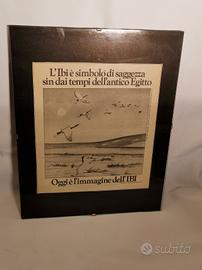 L'Ibi è simbolo di saggezza
sin dai tempi dell'antico Egitto
Oggi è l'immagine dell'IBI
subito